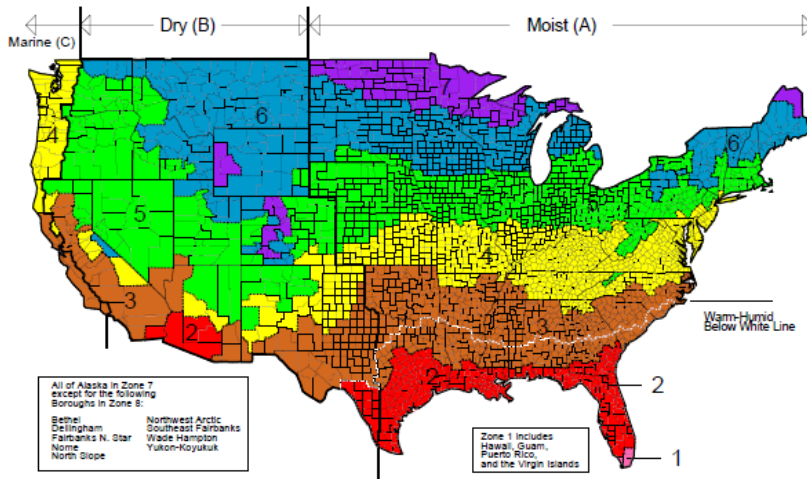 Dry (B)
Moist (A)
Marine (C)
7
6
6
4
5
5
4
3
3
2
2
2
1
Warm-Humid
Below White Line
All of Alaska in Zone 7
except for the following
Boroughs in Zone 8:
Bethel Northwest Arctic
Dellingham Southeast Fairbanks
Fairbanks N. Star Wade Hampton
Nome Yukon-Koyukuk
North Slope
Zone 1 includes
Hawaii, Guam,
Puerto Rico,
and the Virgin Islands